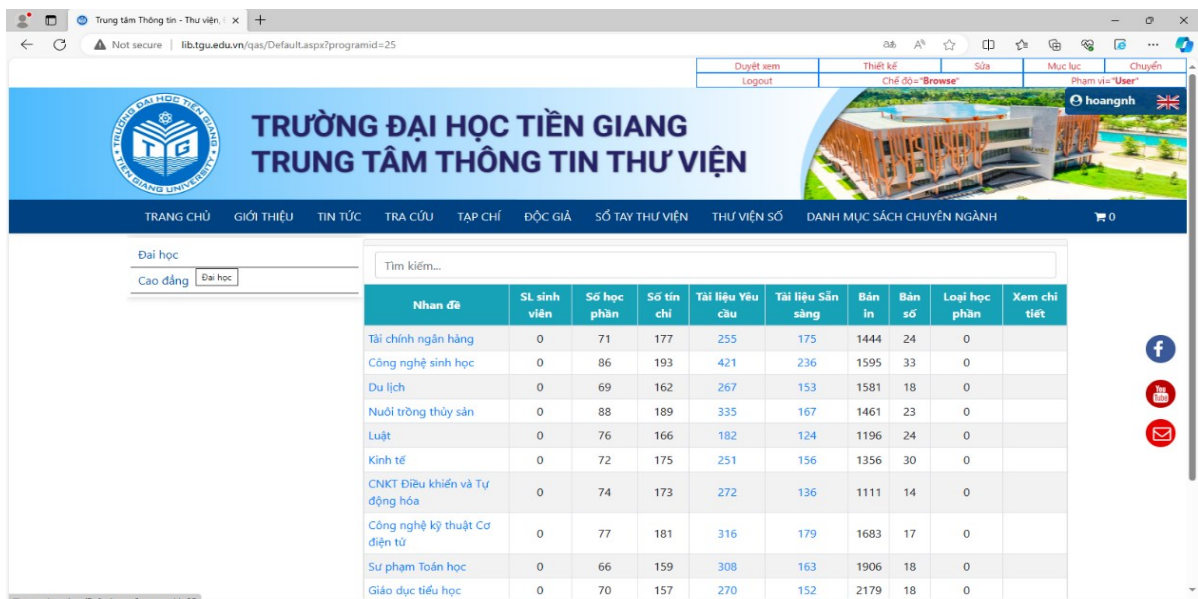 Trung tâm Thông tin - Thư viện,
Not secure | lib.tgu.edu.vn/qas/Default.aspx?programid=25
Duyệt xem Thiết kế Sửa Mục lục Chuyển
Logout Chế độ="Browse" Phạm vi="User"
hoangnh
TRƯỜNG ĐẠI HỌC TIỀN GIANG
TRUNG TÂM THÔNG TIN THƯ VIỆN
TRƯỜNG ĐẠI HỌC TIỀN GIANG
TIEN GIANG UNIVERSITY
T G
TRANG CHỦ GIỚI THIỆU TIN TỨC TRA CỨU TẠP CHÍ ĐỘC GIẢ SỔ TAY THƯ VIỆN THƯ VIỆN SỐ DANH MỤC SÁCH CHUYÊN NGÀNH 0
Đại học
Cao đẳng
Đại học
Tìm kiếm...
Nhan đề SL sinh viên Số học phần Số tín chỉ Tài liệu Yêu cầu Tài liệu Sẵn sàng Bản in Bản số Loại học phần Xem chi tiết
Tài chính ngân hàng 0 71 177 255 175 1444 24 0
Công nghệ sinh học 0 86 193 421 236 1595 33 0
Du lịch 0 69 162 267 153 1581 18 0
Nuôi trồng thủy sản 0 88 189 335 167 1461 23 0
Luật 0 76 166 182 124 1196 24 0
Kinh tế 0 72 175 251 156 1356 30 0
CNKT Điều khiển và Tự động hóa 0 74 173 272 136 1111 14 0
Công nghệ kỹ thuật Cơ điện tử 0 77 181 316 179 1683 17 0
Sư phạm Toán học 0 66 159 308 163 1906 18 0
Giáo dục tiểu học 0 70 157 270 152 2179 18 0
You Tube